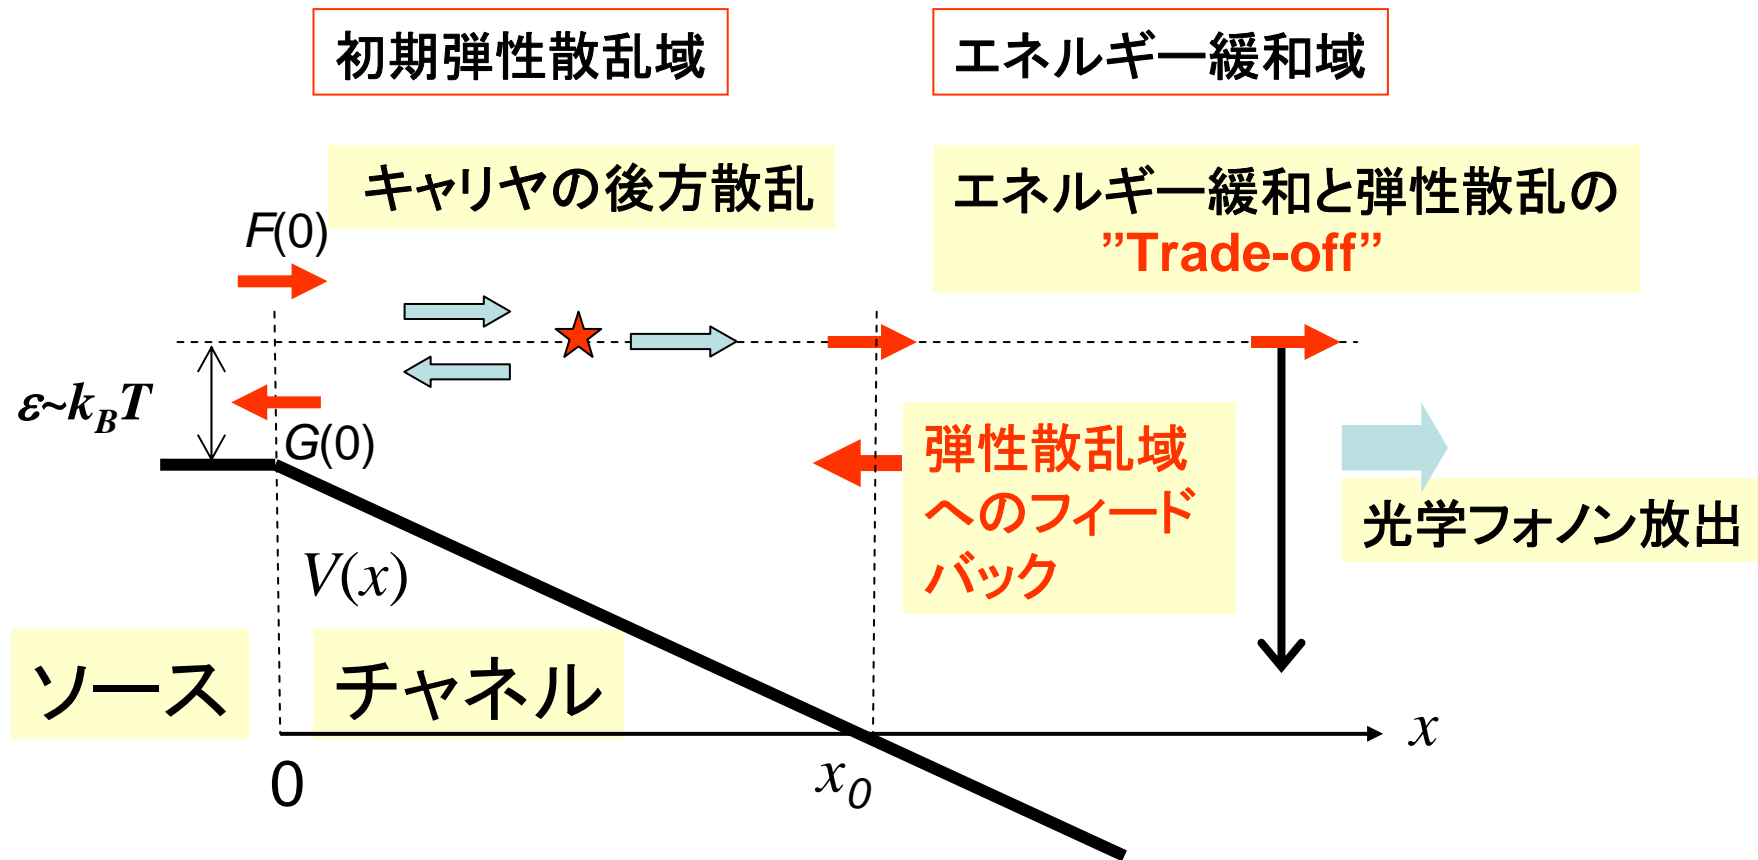 初期弾性散乱域
エネルギー緩和域
キャリヤの後方散乱
エネルギー緩和と弾性散乱の
”Trade-off”
F(0)
ε~k_BT
G(0)
弾性散乱域
へのフィード
バック
光学フォノン放出
V(x)
ソース
チャネル
x
0
x_0